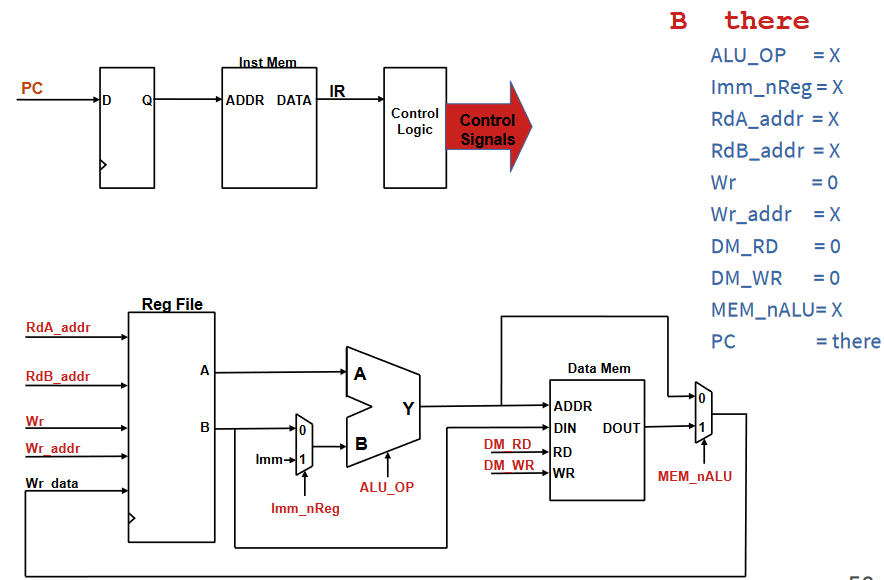 B there
ALU_OP = X
Imm_nReg = X
RdA_addr = X
RdB_addr = X
Wr = 0
Wr_addr = X
DM_RD = 0
DM_WR = 0
MEM_nALU= X
PC = there
PC
D Q
Inst Mem
ADDR DATA
IR
Control
Logic
Control
Signals
Reg File
RdA_addr
RdB_addr
Wr
Wr_addr
Wr_data
A
B
0
1
Imm
Imm_nReg
A
B
Y
ALU_OP
Data Mem
ADDR
DIN DOUT
RD
WR
DM_RD
DM_WR
0
1
MEM_nALU